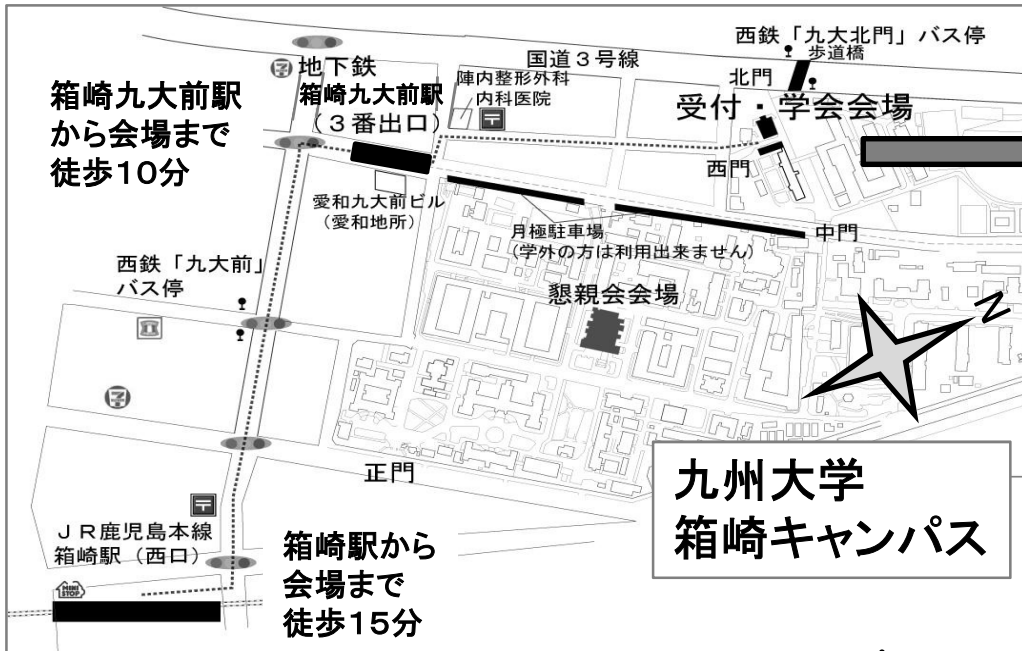 西鉄「九大北門」バス停
歩道橋
国道３号線
北門
地下鉄
箱崎九大前駅
（３番出口）
陣内整形外科
内科医院
受付・学会会場
箱崎九大前駅
から会場まで
徒歩１０分
西門
愛和九大前ビル
（愛和地所）
月極駐車場
（学外の方は利用出来ません）
中門
西鉄「九大前」
バス停
懇親会会場
N
正門
九州大学
箱崎キャンパス
ＪＲ鹿児島本線
箱崎駅（西口）
箱崎駅から
会場まで
徒歩１５分
MINI
STOP